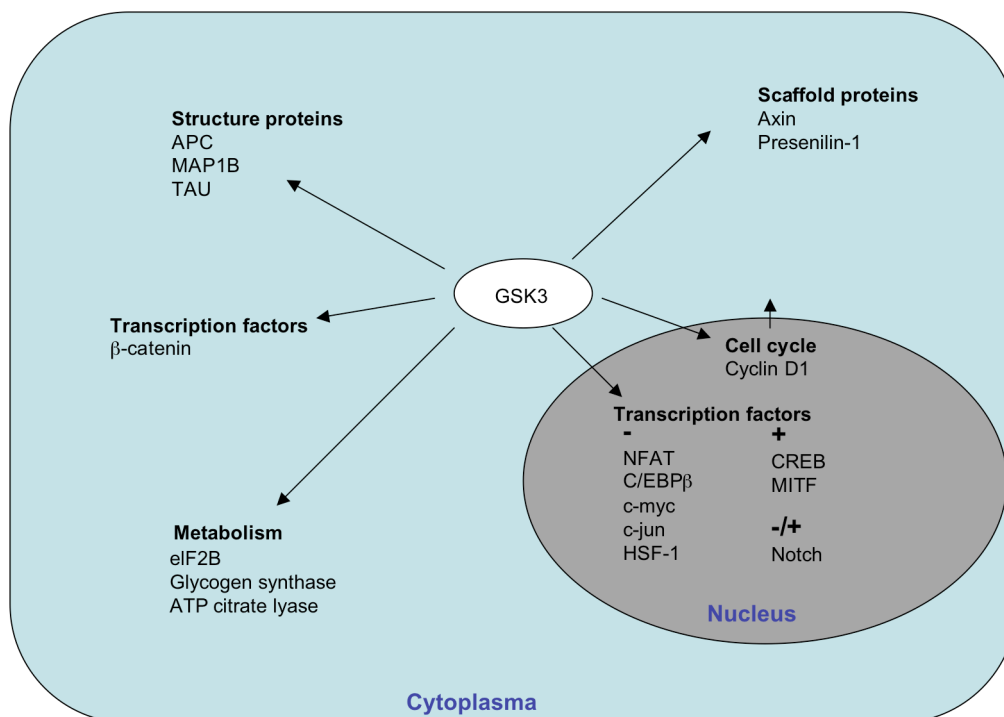 Structure proteins
APC
MAP1B
TAU
Scaffold proteins
Axin
Presenilin-1
GSK3
Transcription factors
β-catenin
Cell cycle
Cyclin D1
Transcription factors
-
NFAT
C/EBPβ
c-myc
c-jun
HSF-1
+
CREB
MITF
-/+
Notch
Metabolism
eIF2B
Glycogen synthase
ATP citrate lyase
Nucleus
Cytoplasma